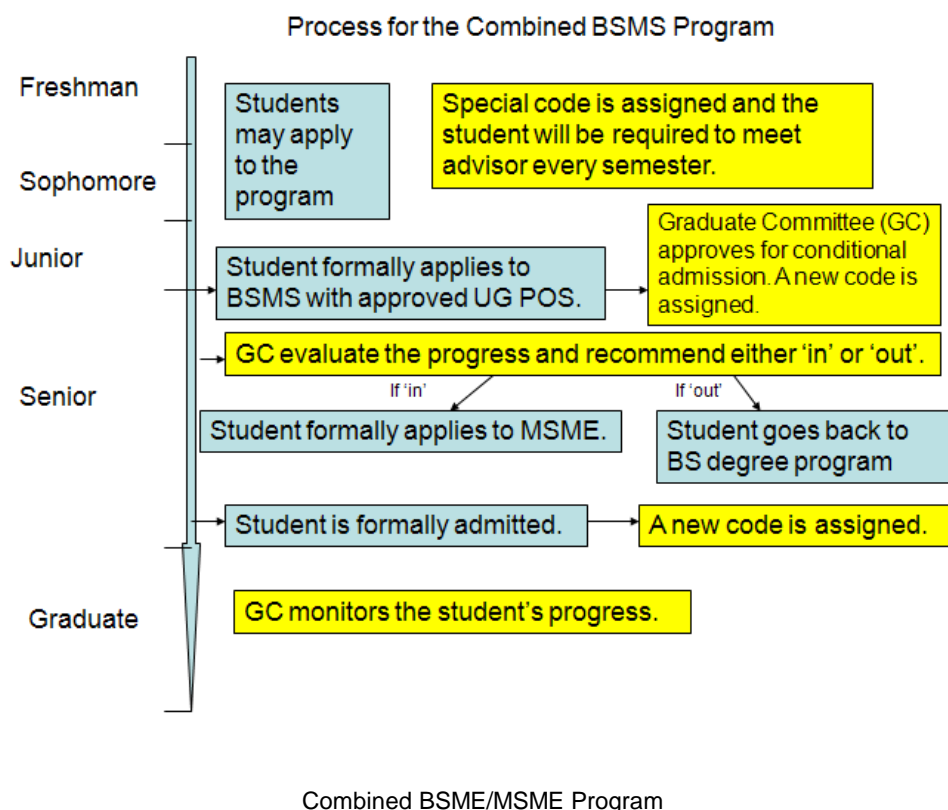 Process for the Combined BSMS Program
Freshman
Students
may apply
to the
program
Special code is assigned and the
student will be required to meet
advisor every semester.
Sophomore
Junior
Student formally applies to
BSMS with approved UG POS.
Graduate Committee (GC)
approves for conditional
admission. A new code is
assigned.
GC evaluate the progress and recommend either ‘in’ or ‘out’.
Senior
If ‘in’
If ‘out’
Student formally applies to MSME.
Student goes back to
BS degree program
Student is formally admitted.
A new code is assigned.
Graduate
GC monitors the student’s progress.
Combined BSME/MSME Program